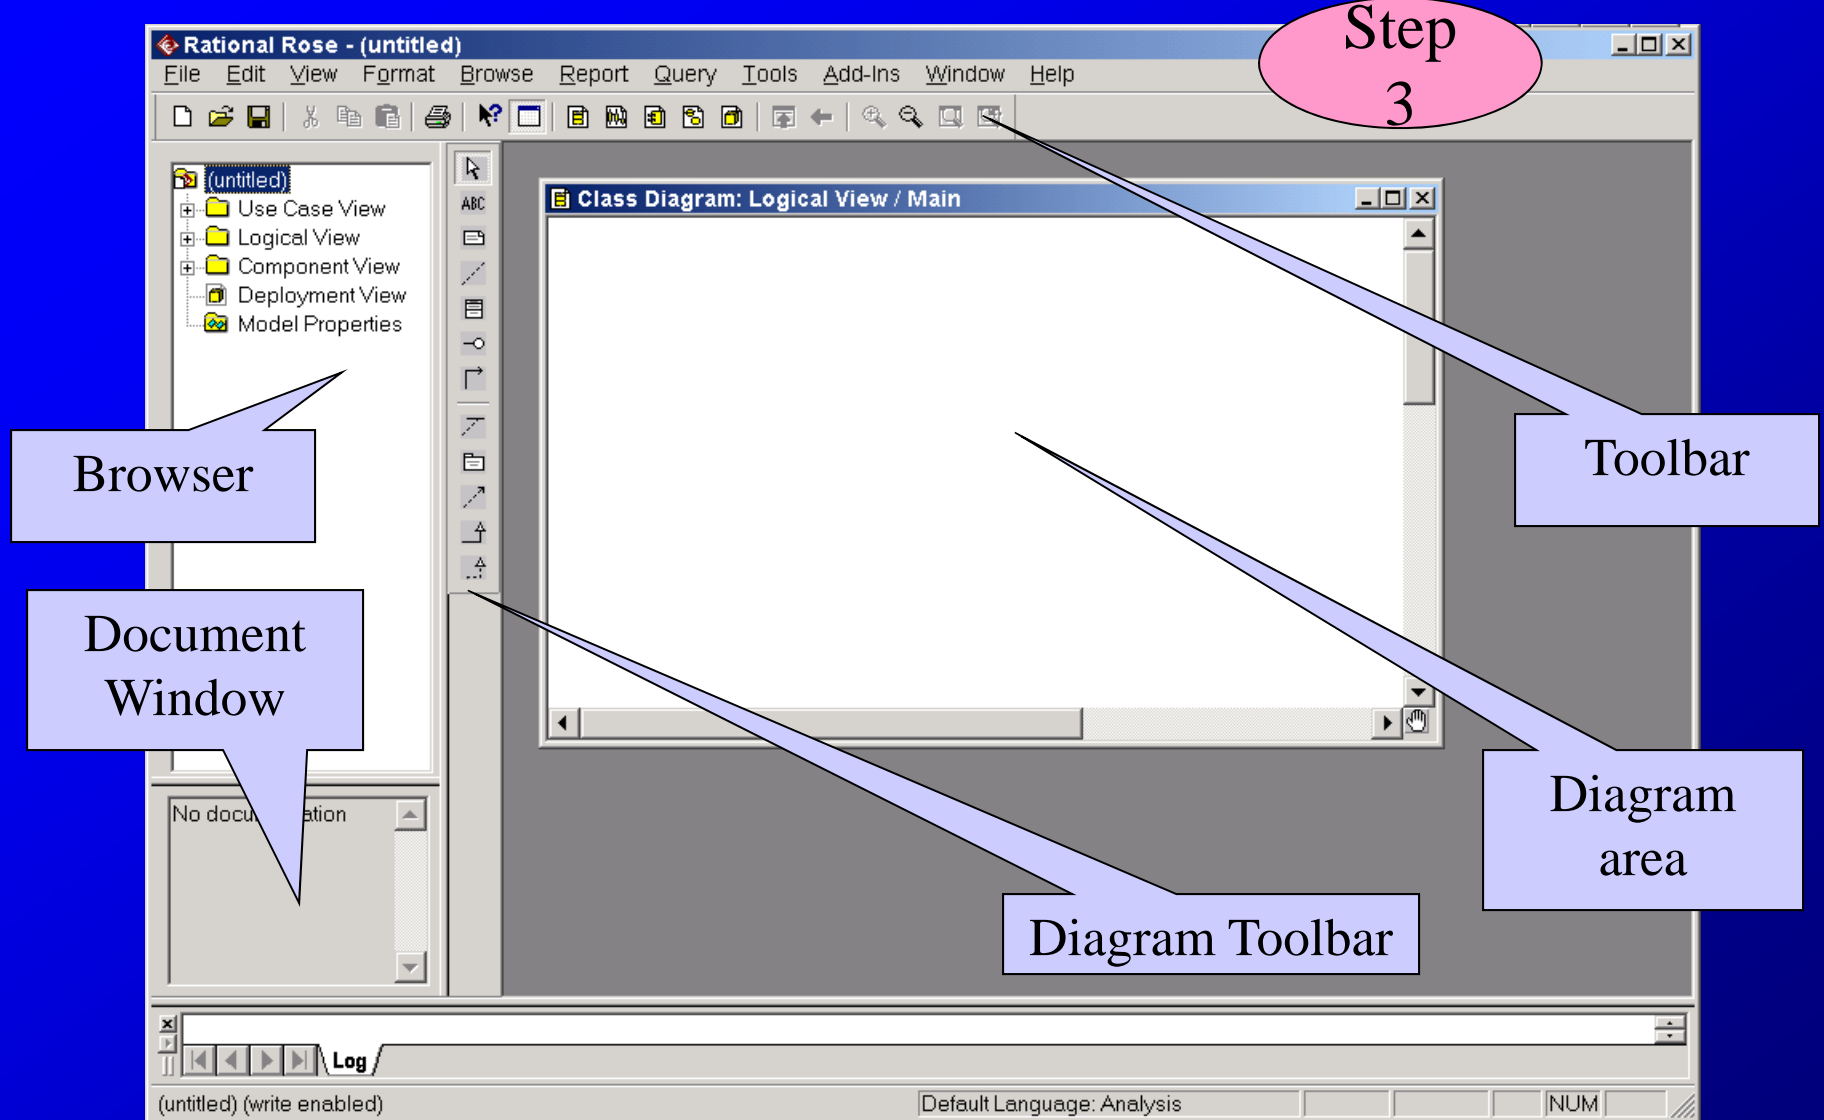 Step
3
Rational Rose - (untitled)
File Edit View Format Browse Report Query Tools Add-Ins Window Help
(untitled)
Use Case View
Logical View
Component View
Deployment View
Model Properties
ABC
Class Diagram: Logical View / Main
Browser
Toolbar
Document
Window
Diagram
area
No docu ation
Diagram Toolbar
Log
(untitled) (write enabled)
Default Language: Analysis
NUM